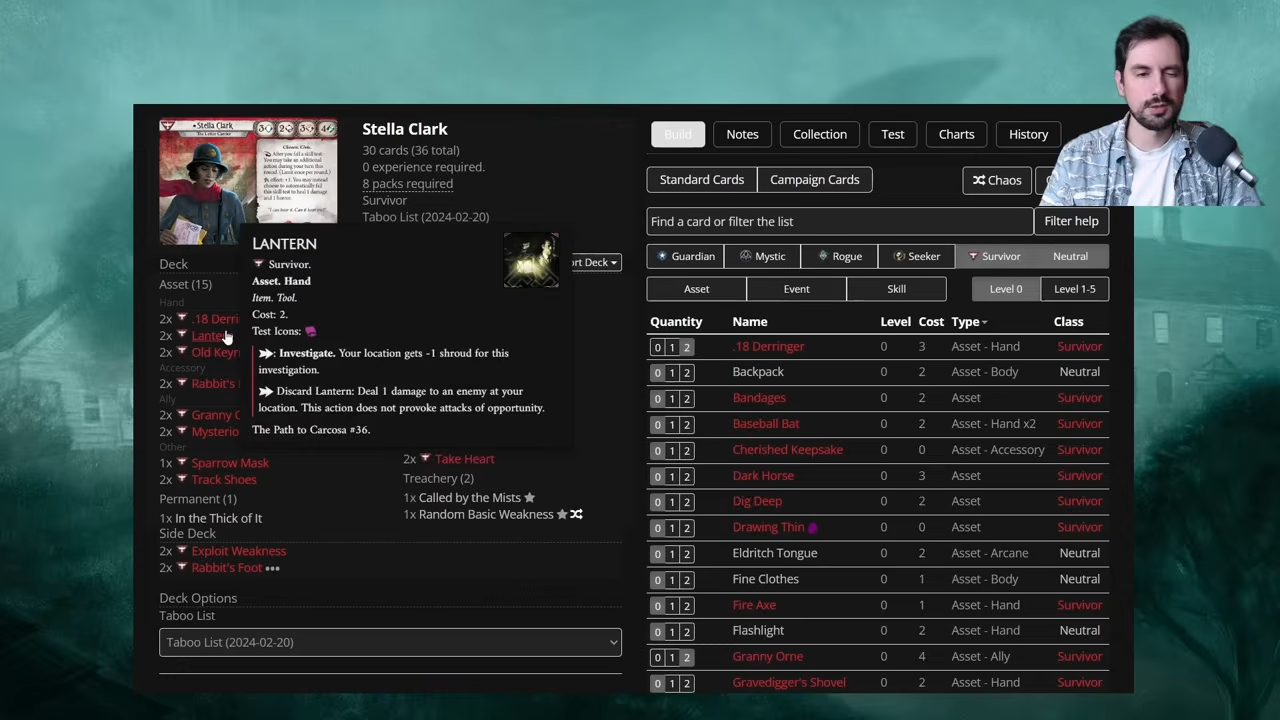 Stella Clark
The Letter Carrier
Stella Clark
30 cards (36 total)
0 experience required.
8 packs required
Survivor
Taboo List (2024-02-20)
ort Deck
LANTERN
Survivor.
Asset. Hand
Item. Tool.
Cost: 2.
Test Icons:
: Investigate. Your location gets -1 shroud for this
investigation.
Discard Lantern: Deal 1 damage to an enemy at your
location. This action does not provoke attacks of opportunity.
The Path to Carcosa #36.
Deck
Asset (15)
Hand
2x .18 Derri
2x Lante
2x Old Keyr
Accessory
2x Rabbit's
Ally
2x Granny O
2x Mysterio
Other
1x Sparrow Mask
2x Track Shoes
Permanent (1)
1x In the Thick of It
2x Take Heart
Treachery (2)
1x Called by the Mists
1x Random Basic Weakness
Side Deck
2x Exploit Weakness
2x Rabbit's Foot
Deck Options
Taboo List
Taboo List (2024-02-20)
Build Notes Collection Test Charts History
Standard Cards Campaign Cards Chaos
Find a card or filter the list Filter help
Guardian Mystic Rogue Seeker Survivor Neutral
Asset Event Skill Level 0 Level 1-5
Quantity Name Level Cost Type Class
0 1 2 .18 Derringer 0 3 Asset - Hand Survivor
0 1 2 Backpack 0 2 Asset - Body Neutral
0 1 2 Bandages 0 2 Asset Survivor
0 1 2 Baseball Bat 0 2 Asset - Hand x2 Survivor
0 1 2 Cherished Keepsake 0 0 Asset - Accessory Survivor
0 1 2 Dark Horse 0 3 Asset Survivor
0 1 2 Dig Deep 0 2 Asset Survivor
0 1 2 Drawing Thin 0 0 Asset Survivor
0 1 2 Eldritch Tongue 0 2 Asset - Arcane Neutral
0 1 2 Fine Clothes 0 1 Asset - Body Neutral
0 1 2 Fire Axe 0 1 Asset - Hand Survivor
0 1 2 Flashlight 0 2 Asset - Hand Neutral
0 1 2 Granny Orne 0 4 Asset - Ally Survivor
0 1 2 Gravedigger's Shovel 0 2 Asset - Hand Survivor